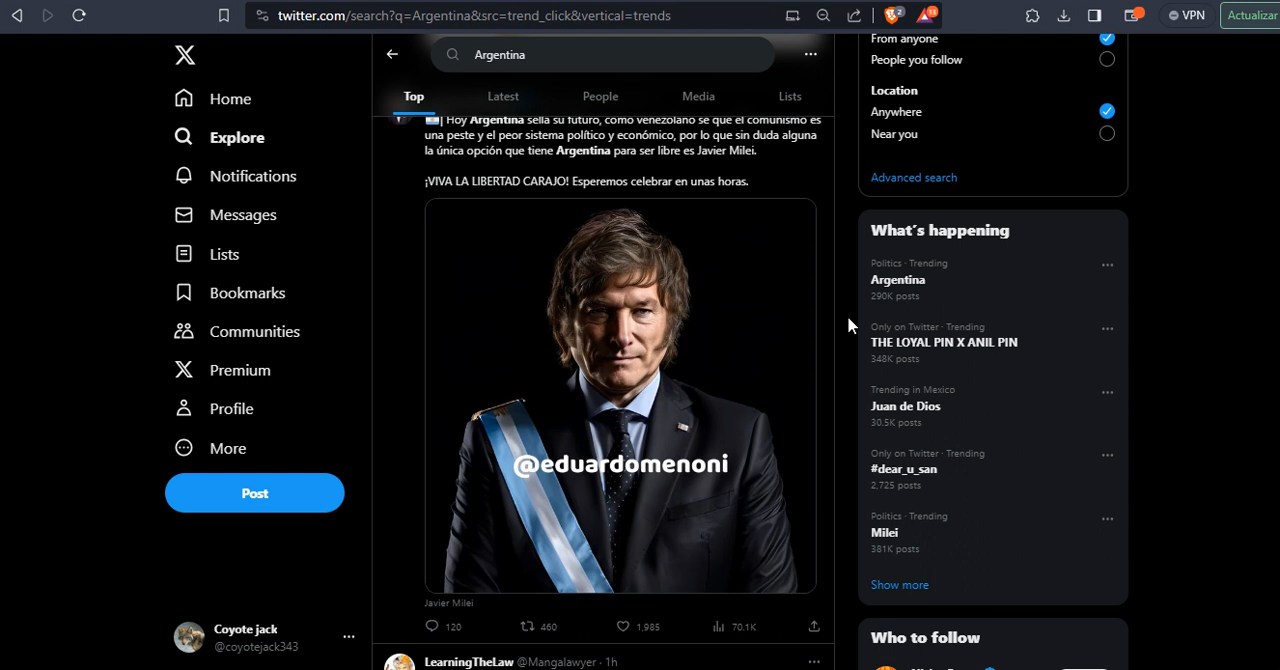 twitter.com/search?q=Argentina&src=trend_click&vertical=trends
2
13
VPN
Actualizar
Home
Explore
Notifications
Messages
Lists
Bookmarks
Communities
Premium
Profile
More
Post
Coyote jack
@coyotejack343
Argentina
Top
Latest
People
Media
Lists
| Hoy Argentina sella su futuro, como venezolano se que el comunismo es
una peste y el peor sistema político y económico, por lo que sin duda alguna
la única opción que tiene Argentina para ser libre es Javier Milei.
¡VIVA LA LIBERTAD CARAJO! Esperemos celebrar en unas horas.
@eduardomenoni
Javier Milei
120
460
1,985
70.1K
LearningTheLaw @Mangalawyer · 1h
From anyone
People you follow
Location
Anywhere
Near you
Advanced search
What's happening
Politics · Trending
Argentina
290K posts
Only on Twitter · Trending
THE LOYAL PIN X ANIL PIN
348K posts
Trending in Mexico
Juan de Dios
30.5K posts
Only on Twitter · Trending
#dear_u_san
2,725 posts
Politics · Trending
Milei
381K posts
Show more
Who to follow